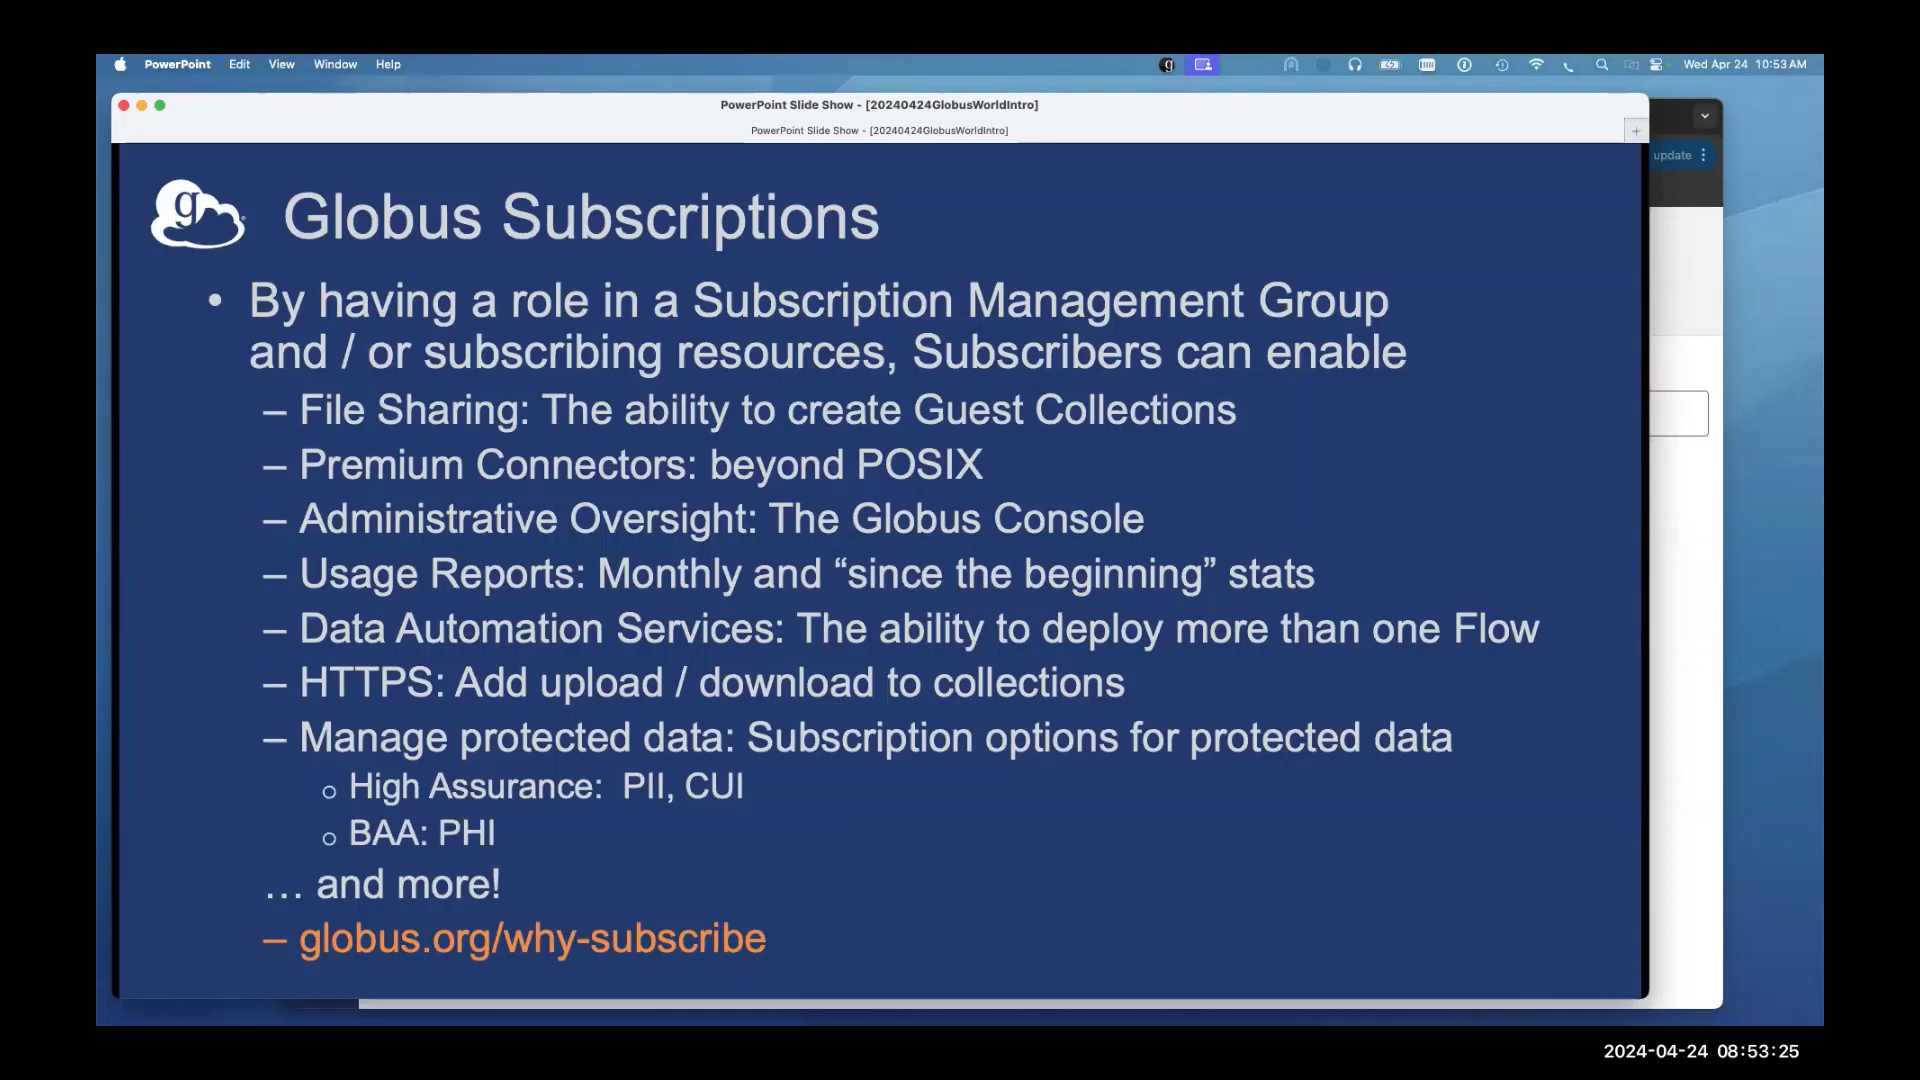 PowerPoint Edit View Window Help
Wed Apr 24 10:53 AM
PowerPoint Slide Show - [20240424GlobusWorldIntro]
PowerPoint Slide Show - [20240424GlobusWorldIntro]
update
g Globus Subscriptions
• By having a role in a Subscription Management Group
and / or subscribing resources, Subscribers can enable
– File Sharing: The ability to create Guest Collections
– Premium Connectors: beyond POSIX
– Administrative Oversight: The Globus Console
– Usage Reports: Monthly and “since the beginning” stats
– Data Automation Services: The ability to deploy more than one Flow
– HTTPS: Add upload / download to collections
– Manage protected data: Subscription options for protected data
o High Assurance: PII, CUI
o BAA: PHI
… and more!
– globus.org/why-subscribe
2024-04-24 08:53:25